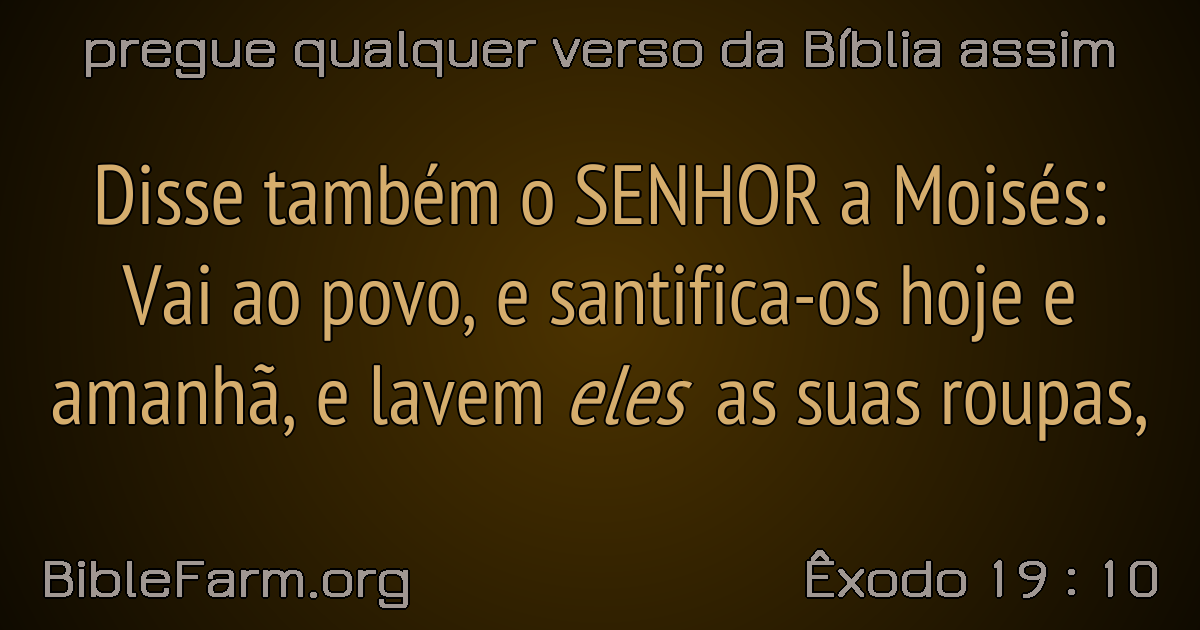 pregue qualquer verso da Bíblia assim
Disse também o SENHOR a Moisés:
Vai ao povo, e santifica-os hoje e
amanhã, e lavem eles as suas roupas,
BibleFarm.org
Êxodo 19 : 10